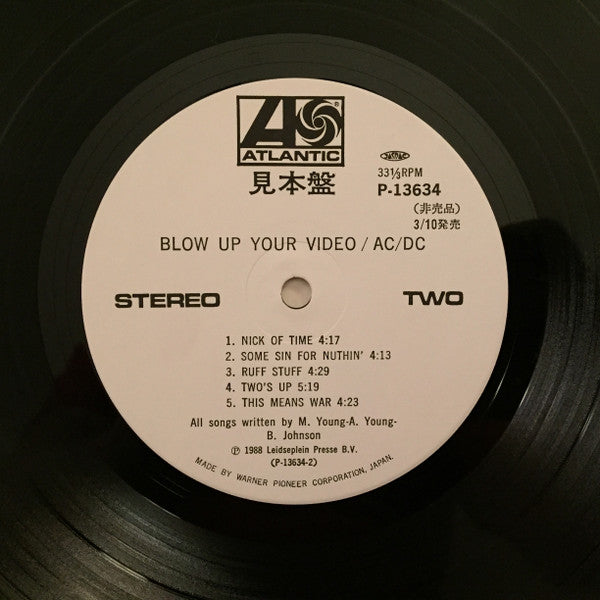 ATLANTIC
見本盤
JASRAC
33⅓RPM
P-13634
(非売品)
3/10発売
BLOW UP YOUR VIDEO / AC/DC
STEREO
TWO
1. NICK OF TIME 4:17
2. SOME SIN FOR NUTHIN' 4:13
3. RUFF STUFF 4:29
4. TWO'S UP 5:19
5. THIS MEANS WAR 4:23
All songs written by M. Young-A. Young-
B. Johnson
Ⓟ 1988 Leidseplein Presse B.V.
(P-13634-2)
MADE BY WARNER PIONEER CORPORATION, JAPAN.